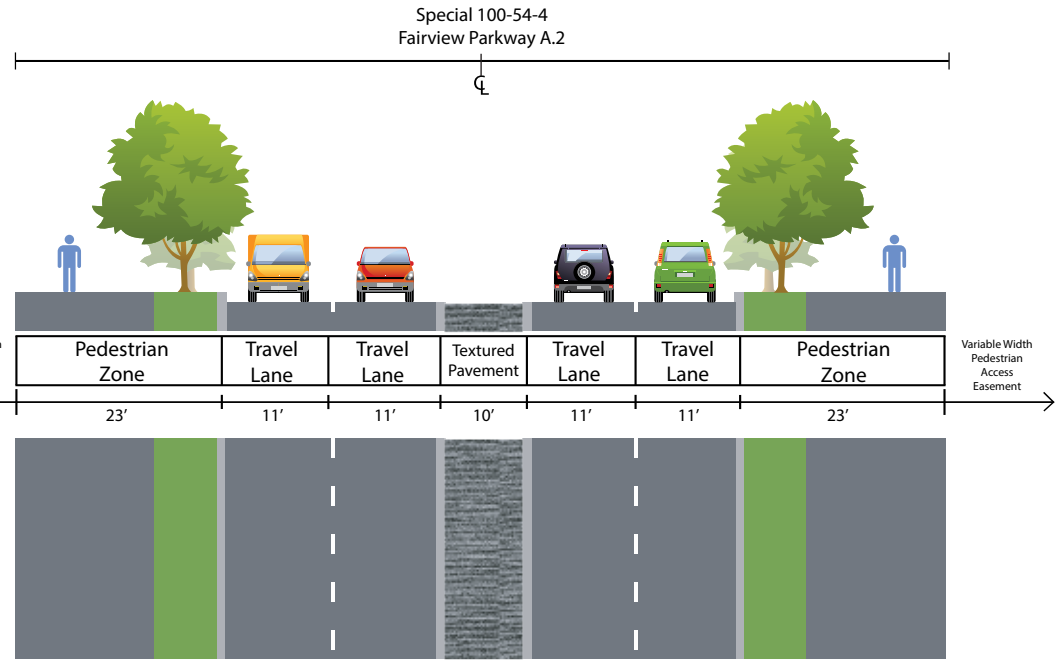 Special 100-54-4
Fairview Parkway A.2
℄
Pedestrian
Zone
Travel
Lane
Travel
Lane
Textured
Pavement
Travel
Lane
Travel
Lane
Pedestrian
Zone
Variable Width
Pedestrian
Access
Easement
23’
11’
11’
10’
11’
11’
23’